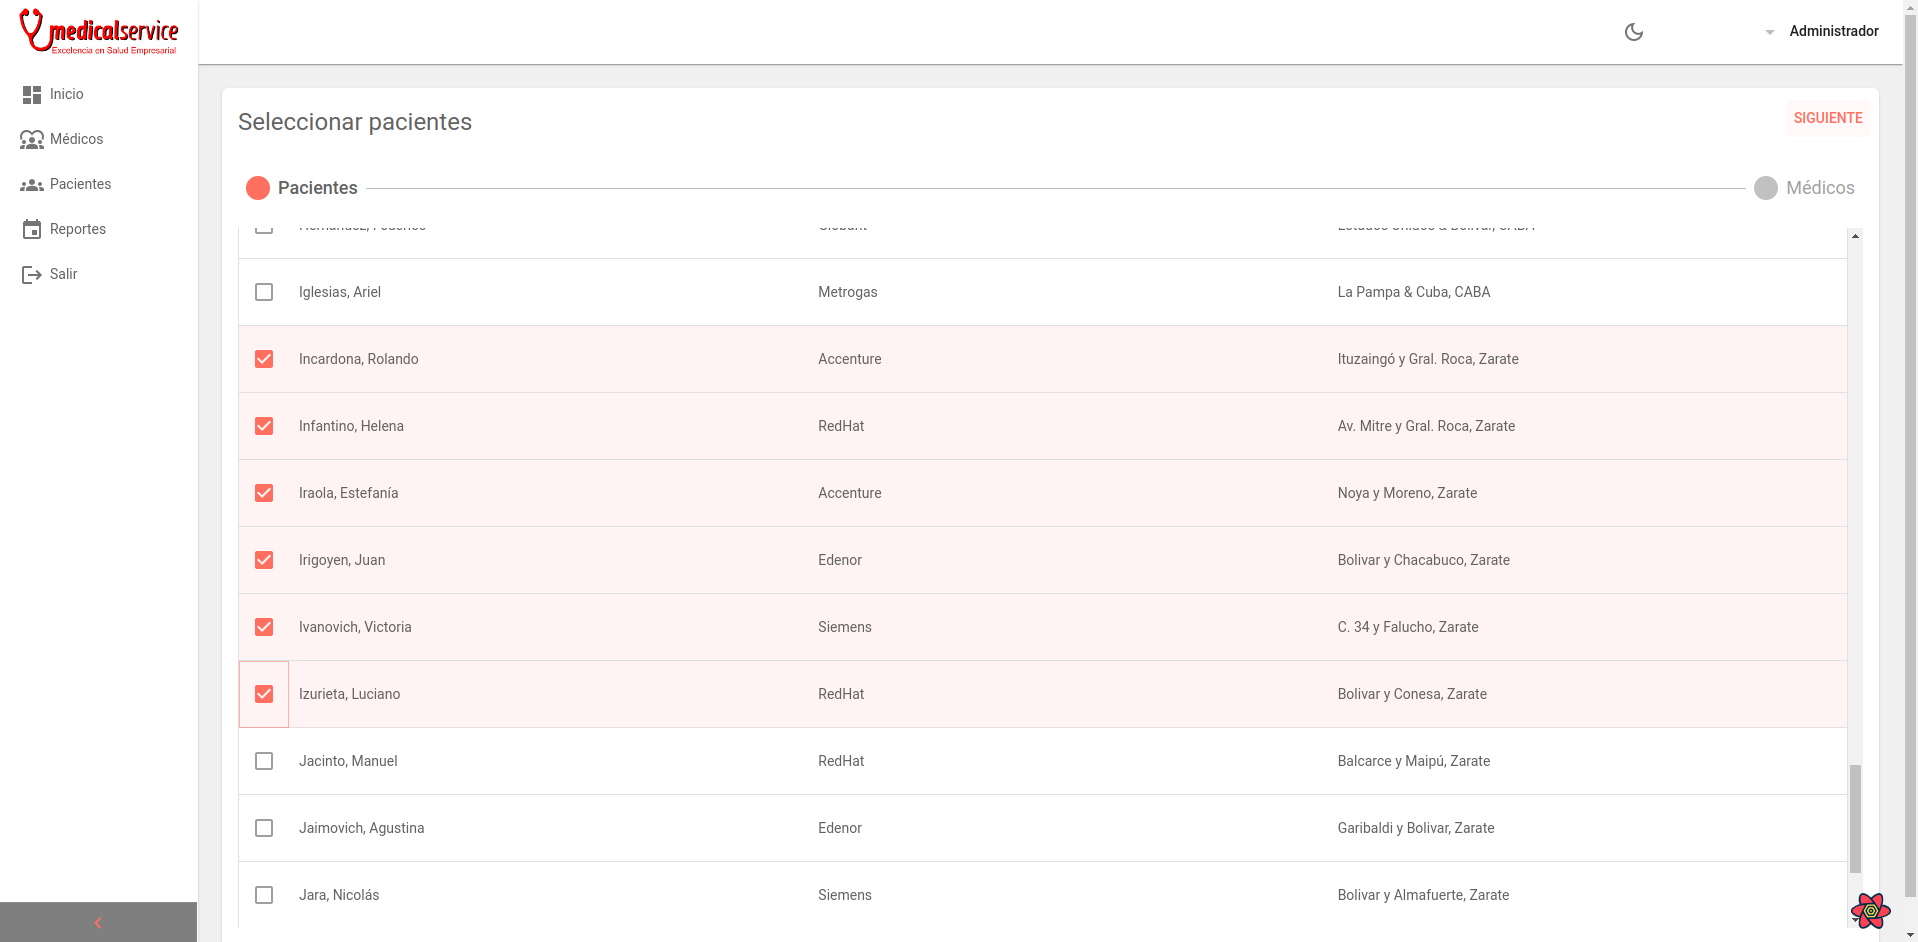 medicalservice
Excelencia en Salud Empresarial
Administrador
Inicio
Médicos
Pacientes
Reportes
Salir
Seleccionar pacientes
SIGUIENTE
Pacientes
Médicos
Iglesias, Ariel Metrogas La Pampa & Cuba, CABA
Incardona, Rolando Accenture Ituzaingó y Gral. Roca, Zarate
Infantino, Helena RedHat Av. Mitre y Gral. Roca, Zarate
Iraola, Estefanía Accenture Noya y Moreno, Zarate
Irigoyen, Juan Edenor Bolivar y Chacabuco, Zarate
Ivanovich, Victoria Siemens C. 34 y Falucho, Zarate
Izurieta, Luciano RedHat Bolivar y Conesa, Zarate
Jacinto, Manuel RedHat Balcarce y Maipú, Zarate
Jaimovich, Agustina Edenor Garibaldi y Bolivar, Zarate
Jara, Nicolás Siemens Bolivar y Almafuerte, Zarate